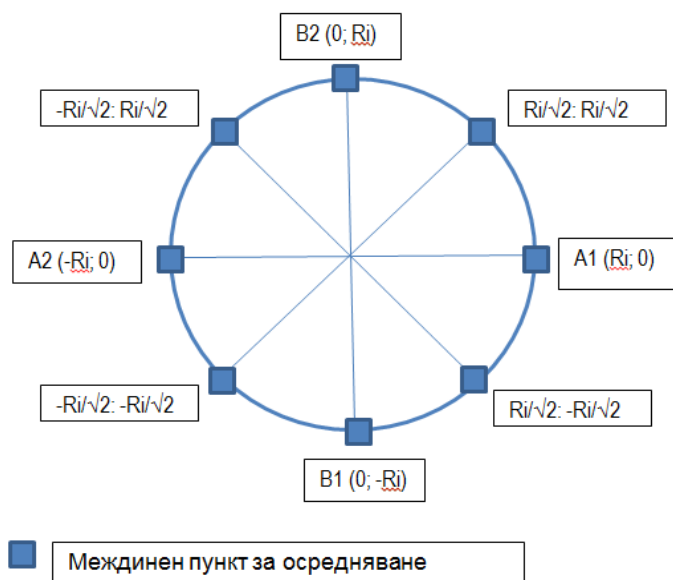 B2 (0; Ri)
-Ri/√2: Ri/√2
Ri/√2: Ri/√2
A2 (-Ri; 0)
A1 (Ri; 0)
-Ri/√2: -Ri/√2
Ri/√2: -Ri/√2
B1 (0; -Ri)
Междинен пункт за осредняване